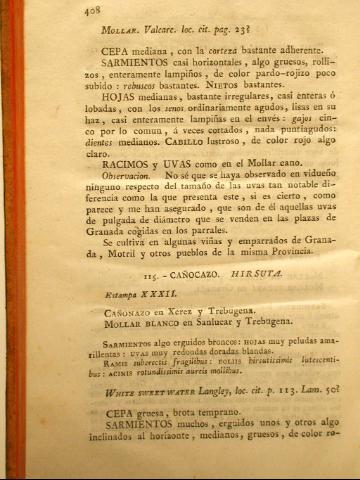 408
MOLLAR. Valcarc. loc. cit. pag. 23?
CEPA mediana, con la corteza bastante adherente.
SARMIENTOS casi horizontales, algo gruesos, rolli-
zos, enteramente lampiños, de color pardo-rojizo poco
subido: rebuscos bastantes. NIETOS bastantes.
HOJAS medianas, bastante irregulares, casi enteras ó
lobadas, con los senos ordinariamente agudos, lisas en su
haz, casi enteramente lampiñas en el envés: gajos cin-
co por lo comun, á veces cortados, nada puntiagudos:
dientes medianos. CABILLO lustroso, de color rojo algo
claro.
RACIMOS y UVAS como en el Mollar cano.
Observacion. No sé que se haya observado en vidueño
ninguno respecto del tamaño de las uvas tan notable di-
ferencia como la que presenta este, si es cierto, como
parece y me han asegurado, que son de él aquellas uvas
de pulgada de diámetro que se venden en las plazas de
Granada cogidas en los parrales.
Se cultiva en algunas viñas y emparrados de Grana-
da, Motril y otros pueblos de la misma Provincia.
115. - CAÑOCAZO. HIRSUTA.
Estampa XXXII.
CAÑONAZO en Xerez y Trebugena.
MOLLAR BLANCO en Sanlucar y Trebugena.
SARMIENTOS algo erguidos broncos: HOJAS muy peludas ama-
rillentas: UVAS muy redondas doradas blandas.
RAMIS suberectis fragilibus: FOLIIS hirsutissimis lutescenti-
bus: ACINIS rotundissimis aureis mollibus.
WHITE SWEET WATER Langley, loc. cit. p. 113. Lam. 50?
CEPA gruesa, brota temprano.
SARMIENTOS muchos, erguidos unos y otros algo
inclinados al horizonte, medianos, gruesos, de color ro-